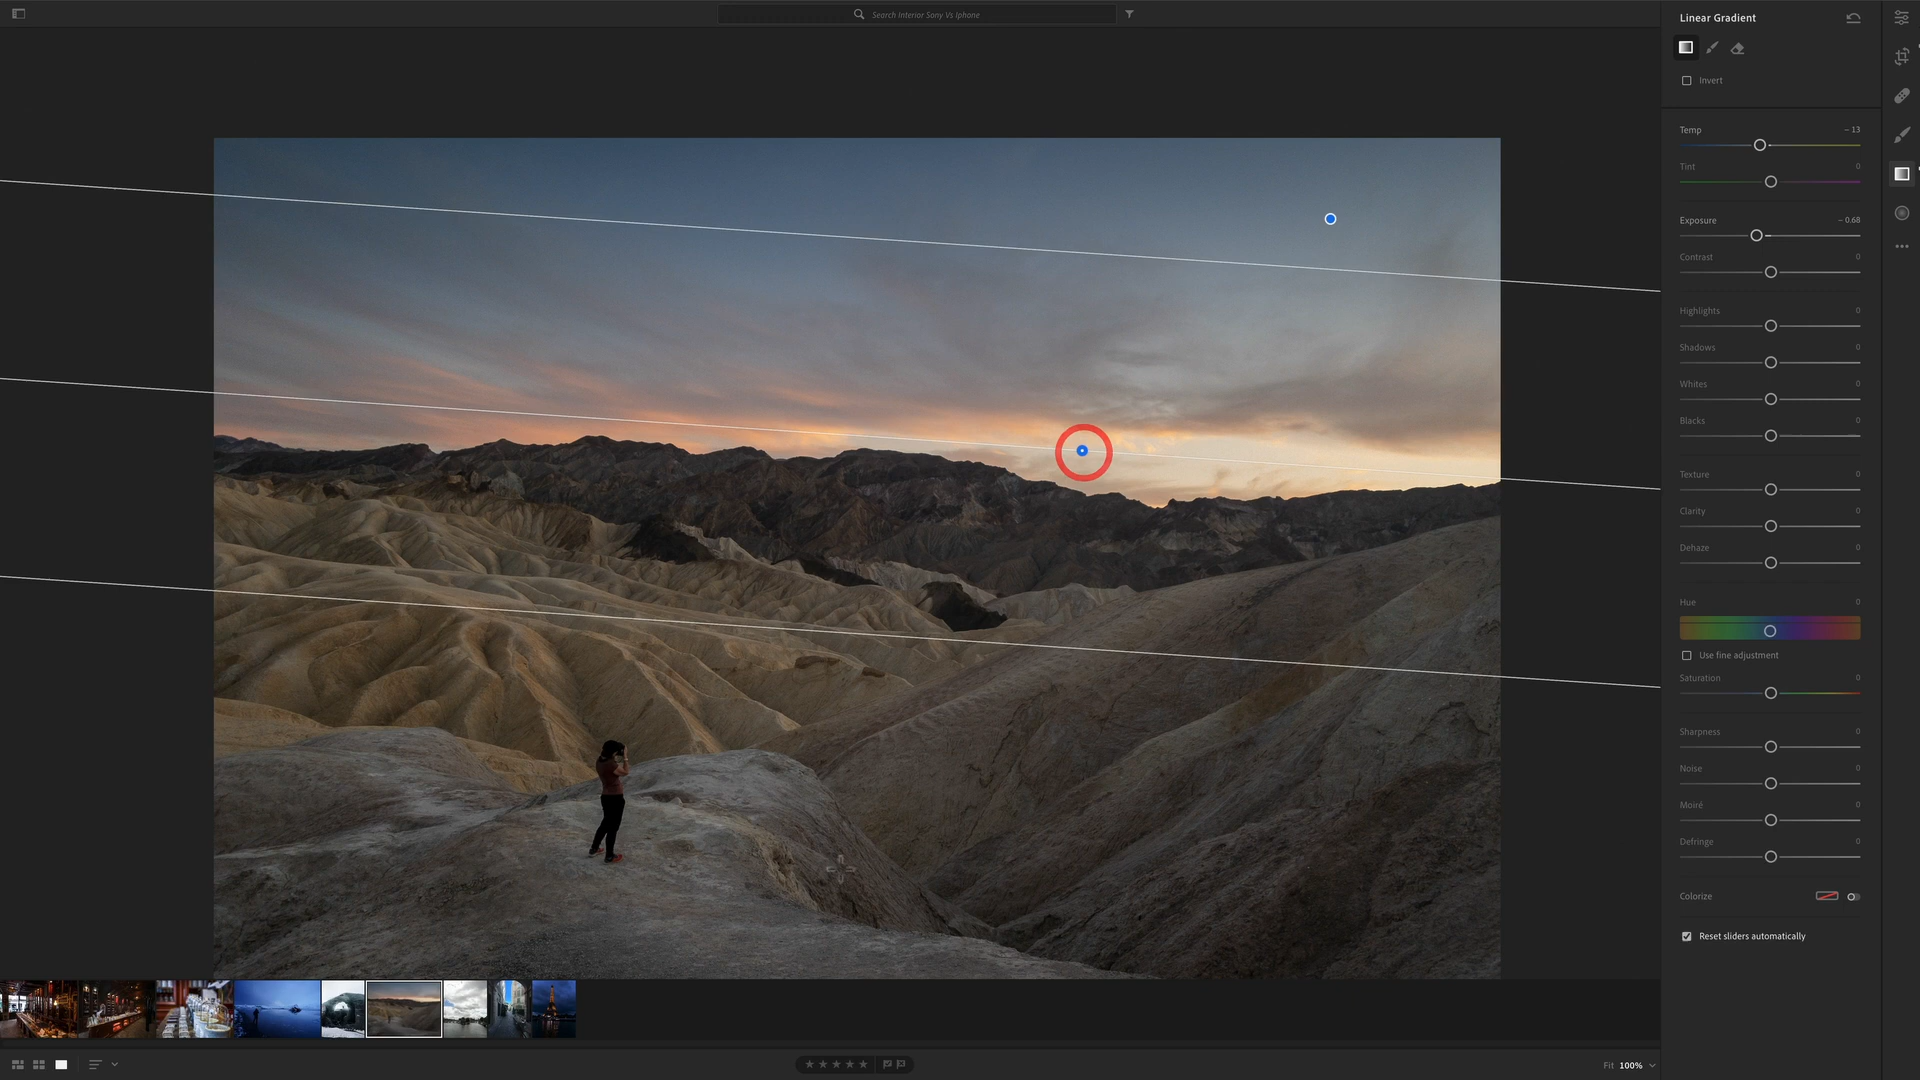 Search Interior Sony Vs Iphone
Linear Gradient
Invert
Temp – 13
Tint 0
Exposure – 0.68
Contrast 0
Highlights 0
Shadows 0
Whites 0
Blacks 0
Texture 0
Clarity 0
Dehaze 0
Hue 0
Use fine adjustment
Saturation 0
Sharpness 0
Noise 0
Moiré 0
Defringe 0
Colorize
Reset sliders automatically
Fit 100%